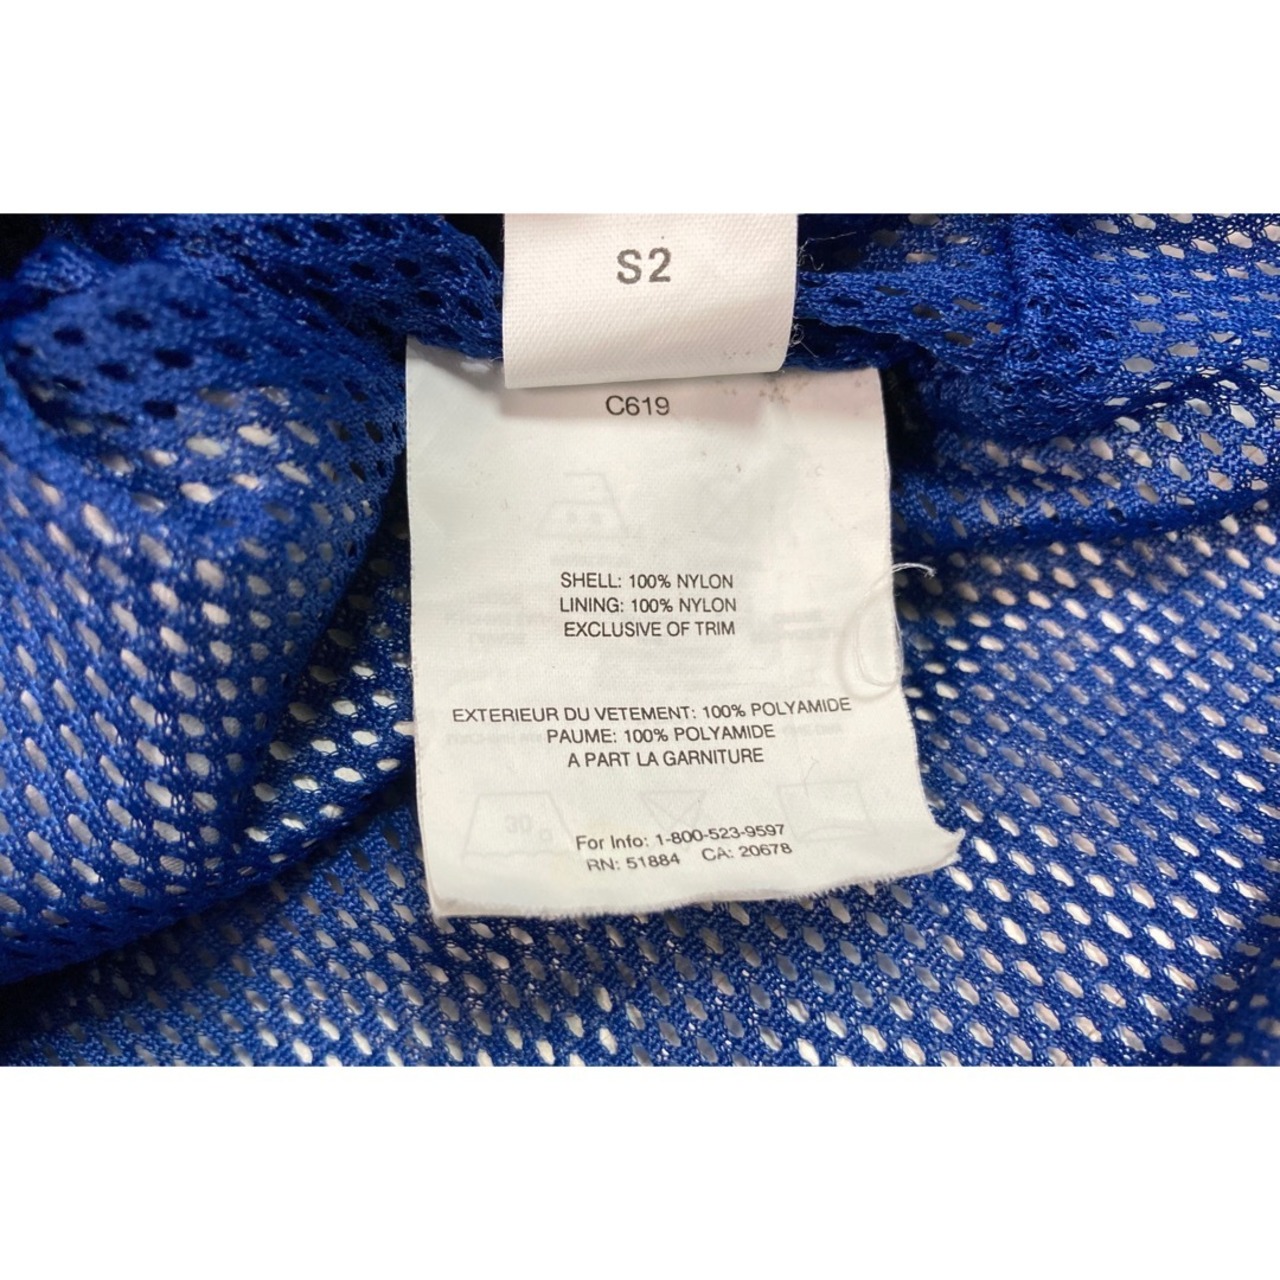 S2
C619
SHELL: 100% NYLON
LINING: 100% NYLON
EXCLUSIVE OF TRIM
EXTERIEUR DU VETEMENT: 100% POLYAMIDE
PAUME: 100% POLYAMIDE
A PART LA GARNITURE
30
For Info: 1-800-523-9597
RN: 51884 CA: 20678